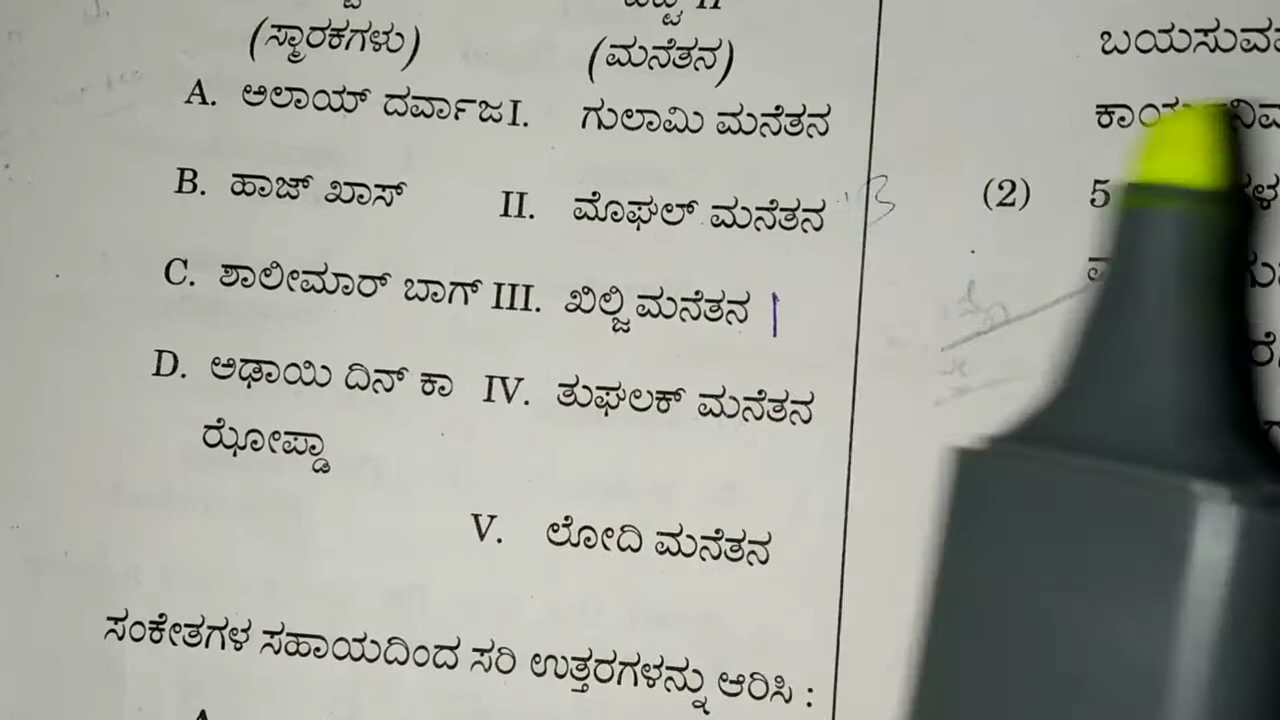 II
(ಸ್ಮಾರಕಗಳು) (ಮನೆತನ)
A. ಅಲಾಯ್ ದರ್ವಾಜ I. ಗುಲಾಮಿ ಮನೆತನ
B. ಹಾಜ್ ಖಾಸ್ II. ಮೊಘಲ್ ಮನೆತನ
C. ಶಾಲೀಮಾರ್ ಬಾಗ್ III. ಖಿಲ್ಜಿ ಮನೆತನ
D. ಅಢಾಯಿ ದಿನ್ ಕಾ IV. ತುಘಲಕ್ ಮನೆತನ
ಝೋಪ್ಡಾ
V. ಲೋದಿ ಮನೆತನ
ಸಂಕೇತಗಳ ಸಹಾಯದಿಂದ ಸರಿ ಉತ್ತರಗಳನ್ನು ಆರಿಸಿ :
(2) 5